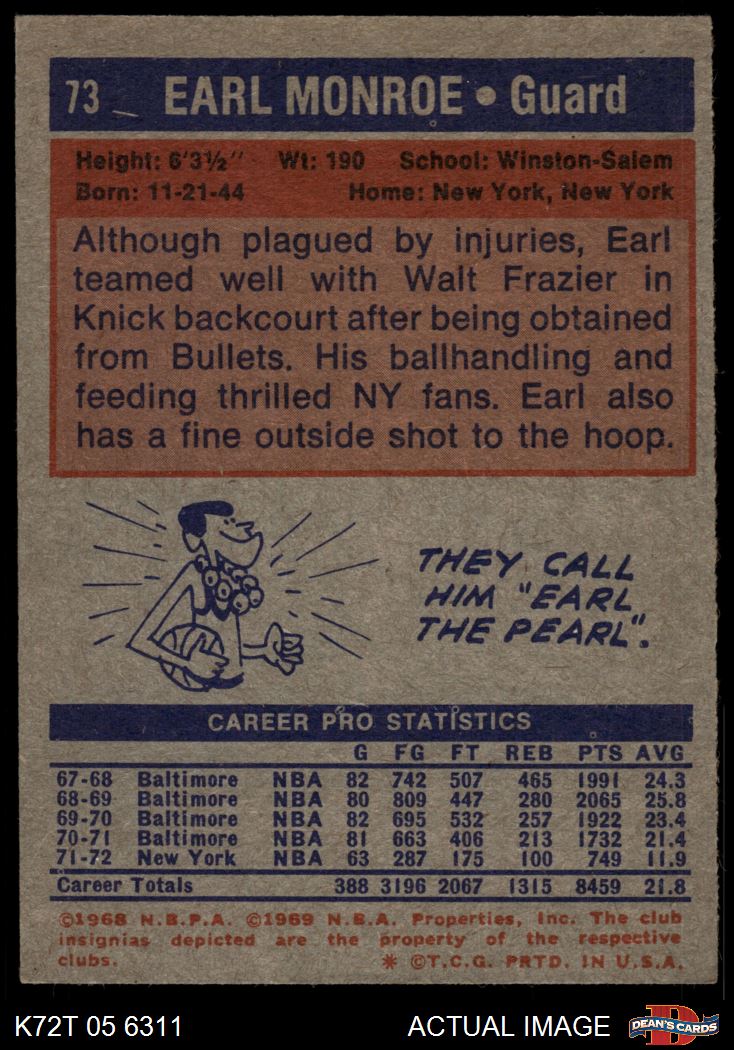 73 EARL MONROE • Guard
Height: 6'3½" Wt: 190 School: Winston-Salem
Born: 11-21-44 Home: New York, New York
Although plagued by injuries, Earl
teamed well with Walt Frazier in
Knick backcourt after being obtained
from Bullets. His ballhandling and
feeding thrilled NY fans. Earl also
has a fine outside shot to the hoop.
THEY CALL
HIM "EARL
THE PEARL".
CAREER PRO STATISTICS
G FG FT REB PTS AVG
67-68 Baltimore NBA 82 742 507 465 1991 24.3
68-69 Baltimore NBA 80 809 447 280 2065 25.8
69-70 Baltimore NBA 82 695 532 257 1922 23.4
70-71 Baltimore NBA 81 663 406 213 1732 21.4
71-72 New York NBA 63 287 175 100 749 11.9
Career Totals 388 3196 2067 1315 8459 21.8
©1968 N.B.P.A. ©1969 N.B.A. Properties, Inc. The club
insignias depicted are the property of the respective
clubs. * ©T.C.G. PRTD. IN U.S.A.
K72T 05 6311 ACTUAL IMAGE DEAN'S CARDS